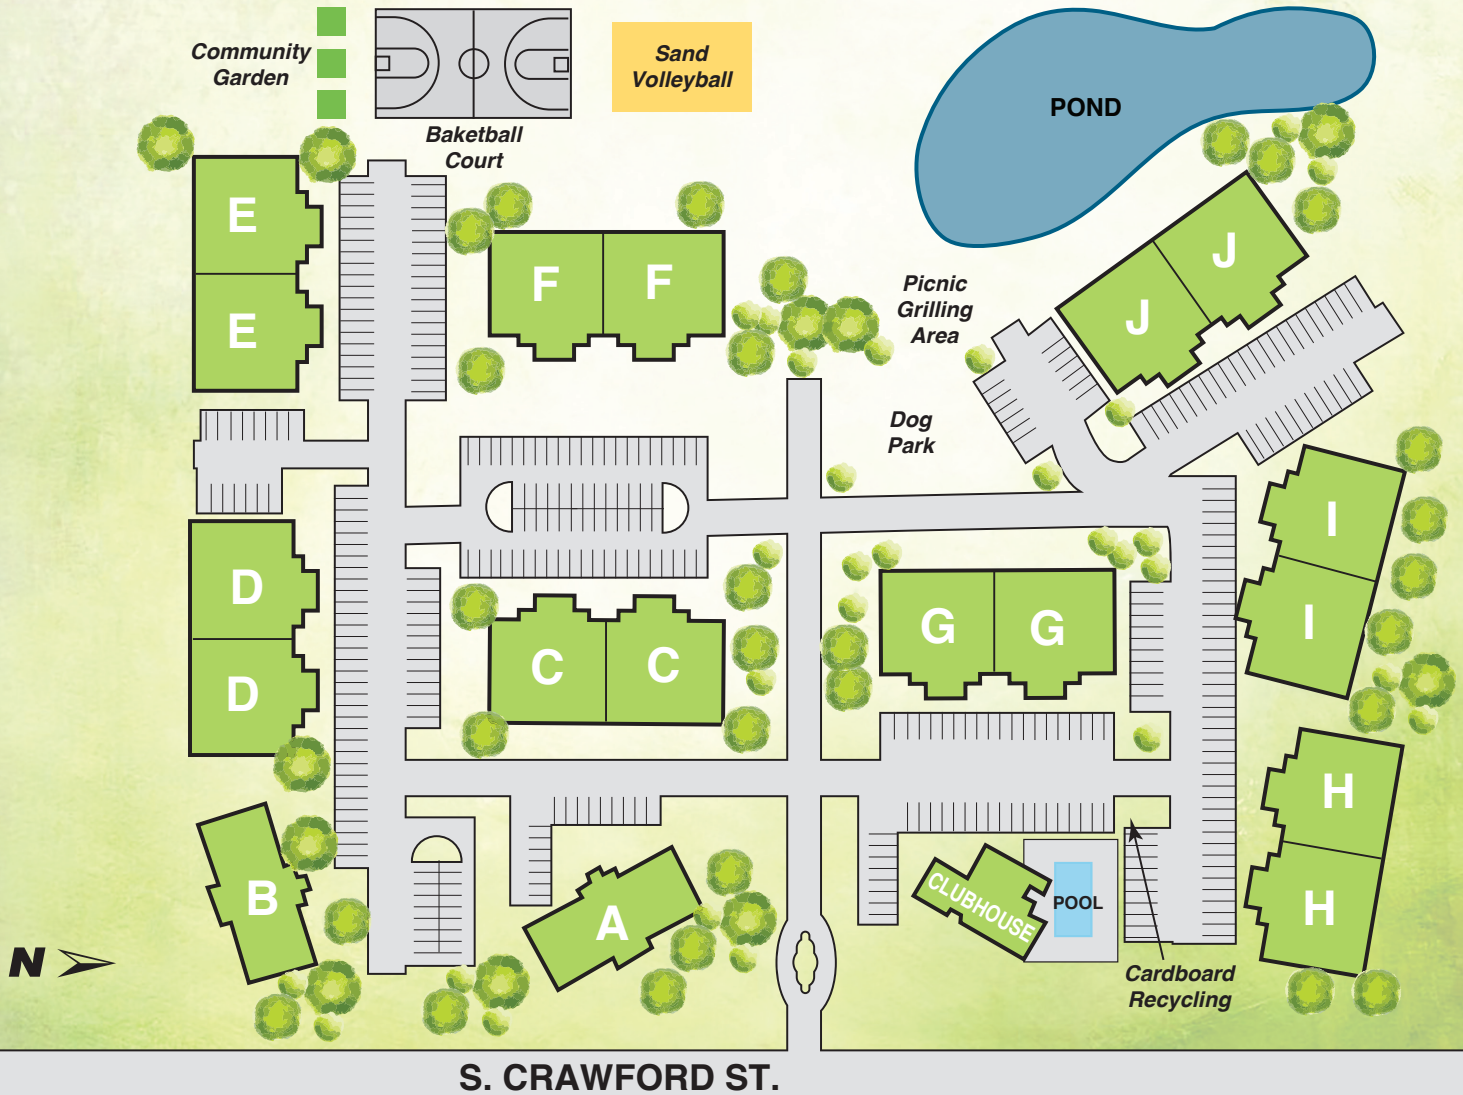 Community
Garden
Sand
Volleyball
Baketball
Court
POND
E
E
F F
J
J
Picnic
Grilling
Area
Dog
Park
D
D
C C
G G
I
I
H
H
B
A
CLUBHOUSE
POOL
N
Cardboard
Recycling
S. CRAWFORD ST.